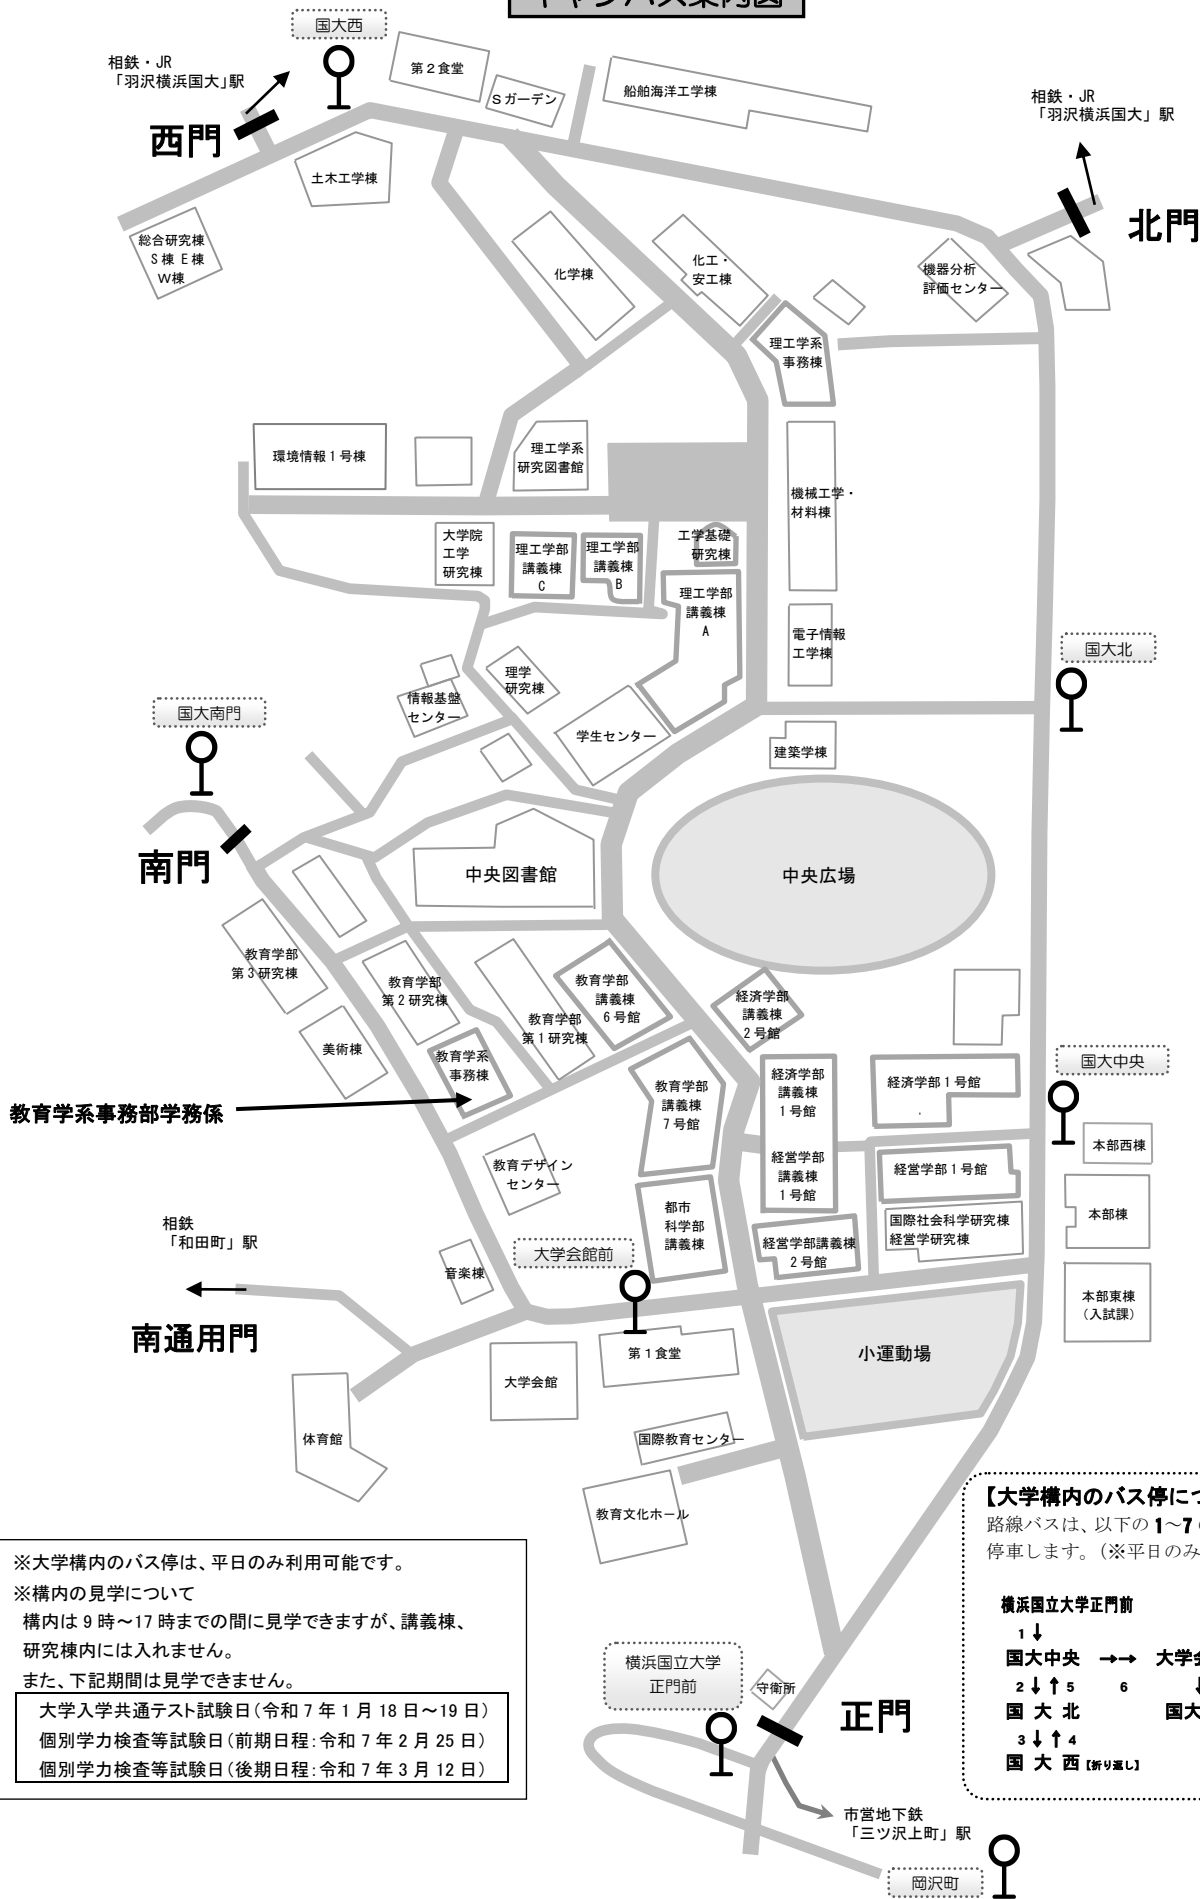 キャンパス案内図
国大西
相鉄・JR
「羽沢横浜国大」駅
西門
第２食堂
Ｓガーデン
船舶海洋工学棟
相鉄・JR
「羽沢横浜国大」駅
北門
土木工学棟
総合研究棟
Ｓ棟 Ｅ棟
Ｗ棟
化学棟
化工・
安工棟
機器分析
評価センター
理工学系
事務棟
環境情報１号棟
理工学系
研究図書館
機械工学・
材料棟
大学院
工学
研究棟
理工学部
講義棟
C
理工学部
講義棟
B
工学基礎
研究棟
理工学部
講義棟
A
電子情報
工学棟
国大北
理学
研究棟
情報基盤
センター
学生センター
建築学棟
国大南門
南門
中央図書館
中央広場
教育学部
第３研究棟
教育学部
第２研究棟
教育学部
第１研究棟
教育学部
講義棟
６号館
経済学部
講義棟
２号館
美術棟
教育学系
事務棟
教育学系事務部学務係
教育学部
講義棟
７号館
経済学部
講義棟
１号館
経済学部１号館
国大中央
本部西棟
経営学部
講義棟
１号館
経営学部１号館
教育デザイン
センター
都市
科学部
講義棟
国際社会科学研究棟
経営学研究棟
本部棟
経営学部講義棟
２号館
相鉄
「和田町」駅
大学会館前
音楽棟
本部東棟
（入試課）
南通用門
第１食堂
小運動場
大学会館
体育館
国際教育センター
教育文化ホール
【大学構内のバス停につ
路線バスは、以下の 1～7
停車します。（※平日のみ
横浜国立大学正門前
1 ↓
国大中央 →→ 大学会
2 ↓ ↑ 5 6 ↓
国 大 北 国大
3 ↓ ↑ 4
国 大 西【折り返し】
※大学構内のバス停は、平日のみ利用可能です。
※構内の見学について
構内は 9 時～17 時までの間に見学できますが、講義棟、
研究棟内には入れません。
また、下記期間は見学できません。
大学入学共通テスト試験日（令和 7 年 1 月 18 日～19 日）
個別学力検査等試験日（前期日程：令和 7 年 2 月 25 日）
個別学力検査等試験日（後期日程：令和 7 年 3 月 12 日）
横浜国立大学
正門前
守衛所
正門
市営地下鉄
「三ツ沢上町」駅
岡沢町